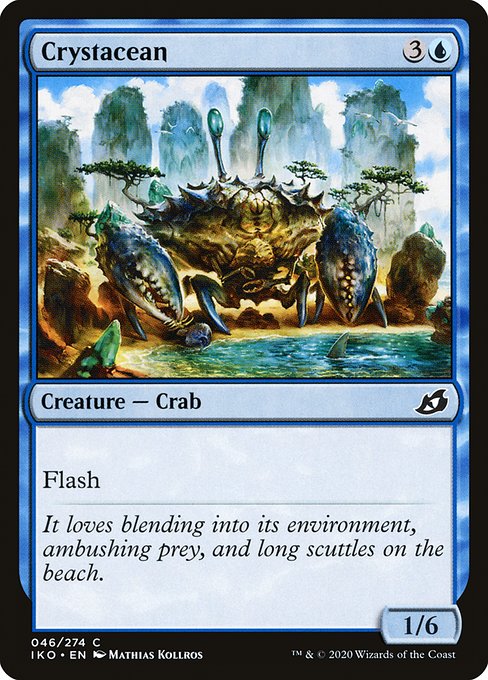 Crystacean 3
Creature — Crab
Flash
It loves blending into its environment,
ambushing prey, and long scuttles on the
beach.
1/6
046/274 C
IKO • EN Mathias Kollros
™ & © 2020 Wizards of the Coast